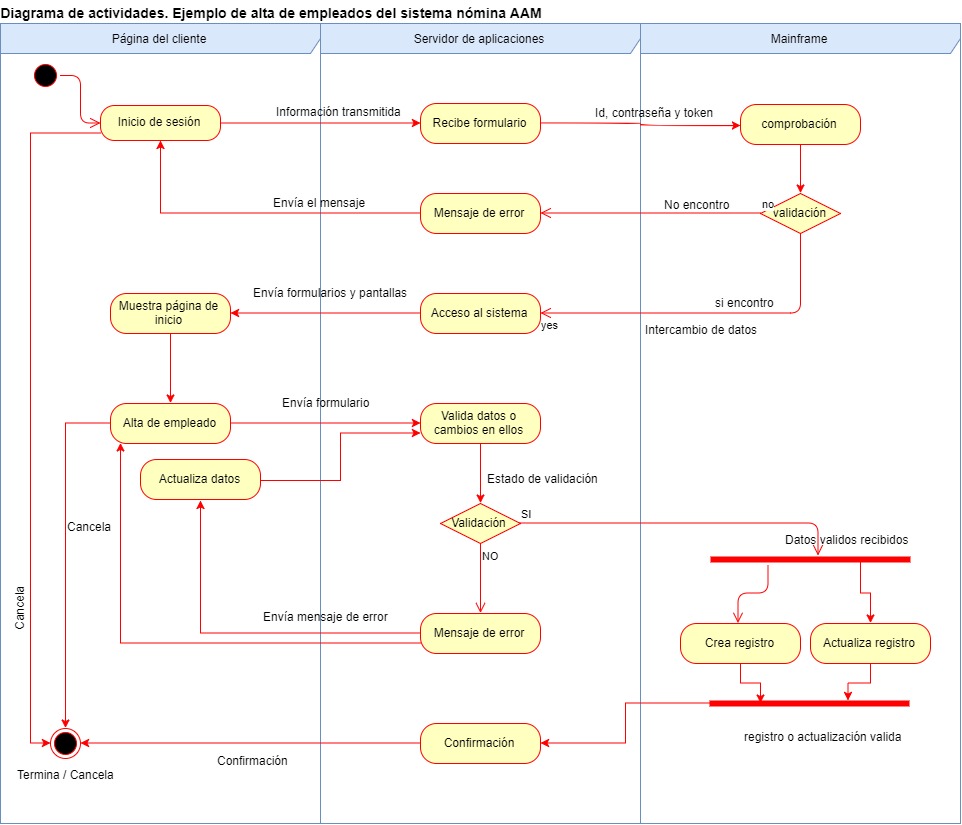 Diagrama de actividades. Ejemplo de alta de empleados del sistema nómina AAM
Página del cliente
Servidor de aplicaciones
Mainframe
Inicio de sesión
Información transmitida
Recibe formulario
Id, contraseña y token
comprobación
Envía el mensaje
Mensaje de error
No encontro
no
validación
Envía formularios y pantallas
si encontro
Muestra página de
inicio
Acceso al sistema
yes
Intercambio de datos
Envía formulario
Alta de empleado
Valida datos o
cambios en ellos
Actualiza datos
Estado de validación
Cancela
Validación
SI
Datos validos recibidos
NO
Cancela
Envía mensaje de error
Mensaje de error
Crea registro
Actualiza registro
Confirmación
registro o actualización valida
Confirmación
Termina / Cancela